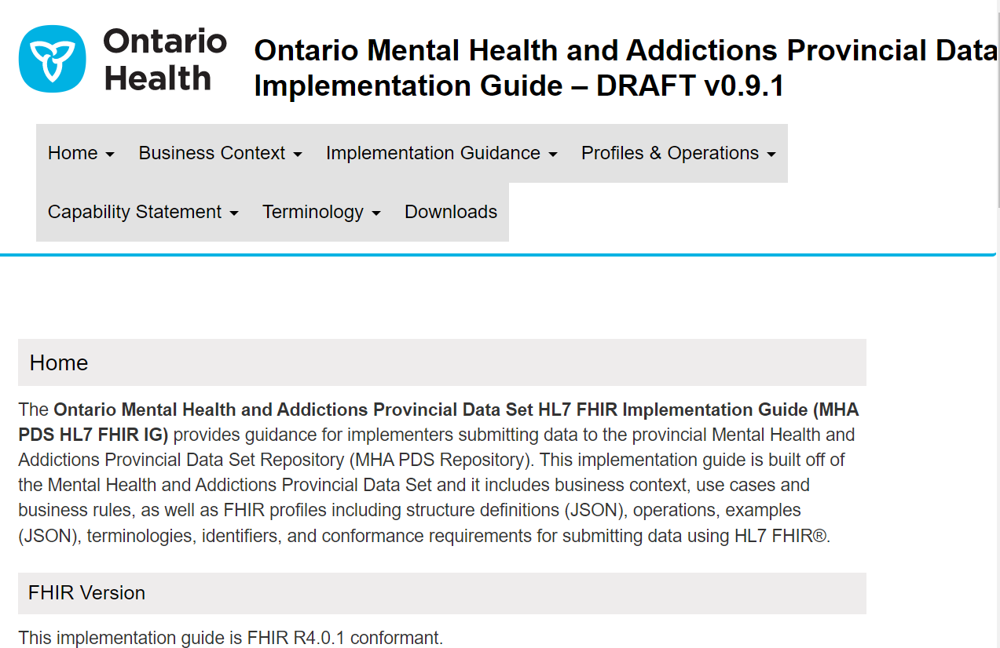 Ontario
Health
Ontario Mental Health and Addictions Provincial Data
Implementation Guide – DRAFT v0.9.1
Home Business Context Implementation Guidance Profiles & Operations
Capability Statement Terminology Downloads
Home
The Ontario Mental Health and Addictions Provincial Data Set HL7 FHIR Implementation Guide (MHA
PDS HL7 FHIR IG) provides guidance for implementers submitting data to the provincial Mental Health and
Addictions Provincial Data Set Repository (MHA PDS Repository). This implementation guide is built off of
the Mental Health and Addictions Provincial Data Set and it includes business context, use cases and
business rules, as well as FHIR profiles including structure definitions (JSON), operations, examples
(JSON), terminologies, identifiers, and conformance requirements for submitting data using HL7 FHIR®.
FHIR Version
This implementation guide is FHIR R4.0.1 conformant.